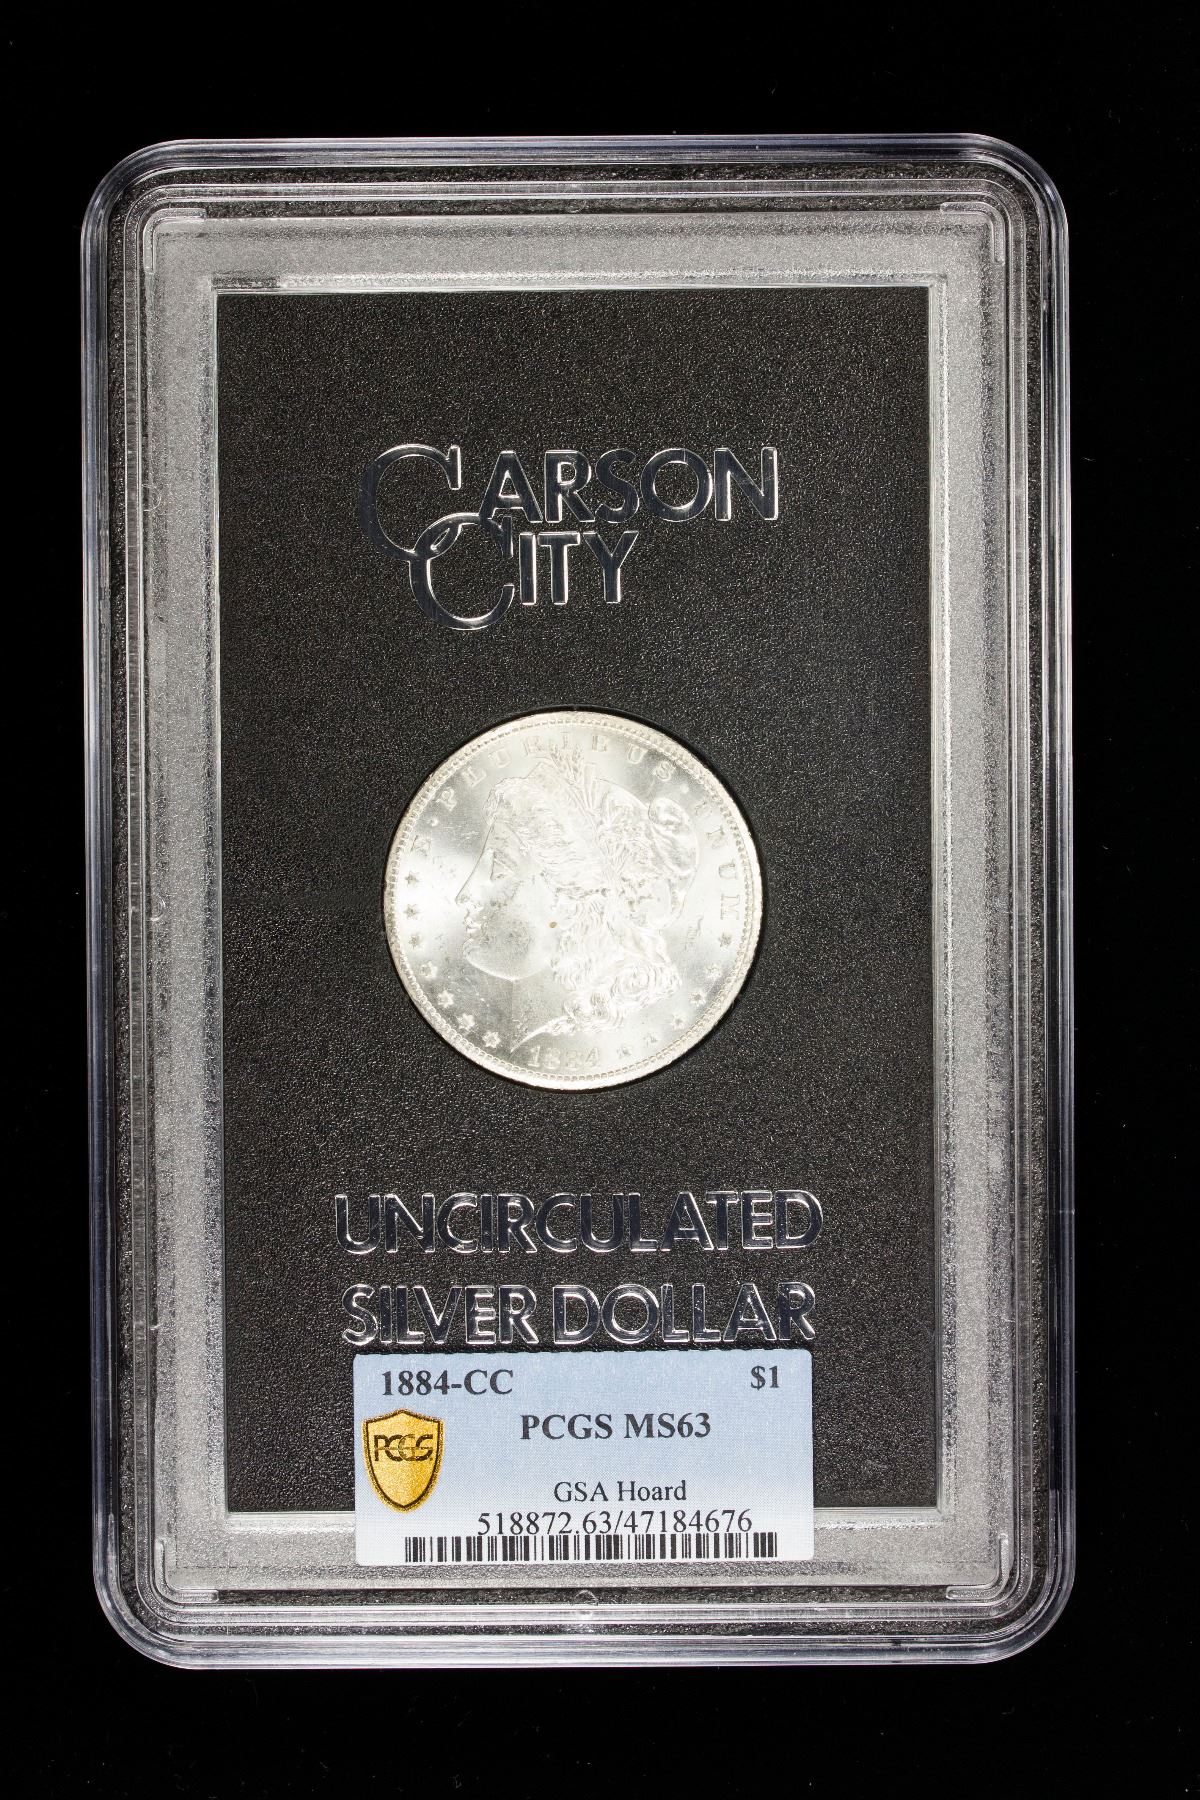 CARSON
CITY
E · PLURIBUS · UNUM
1884
UNCIRCULATED
SILVER DOLLAR
1884-CC $1
PCGS MS63
PCGS
GSA Hoard
518872.63/47184676